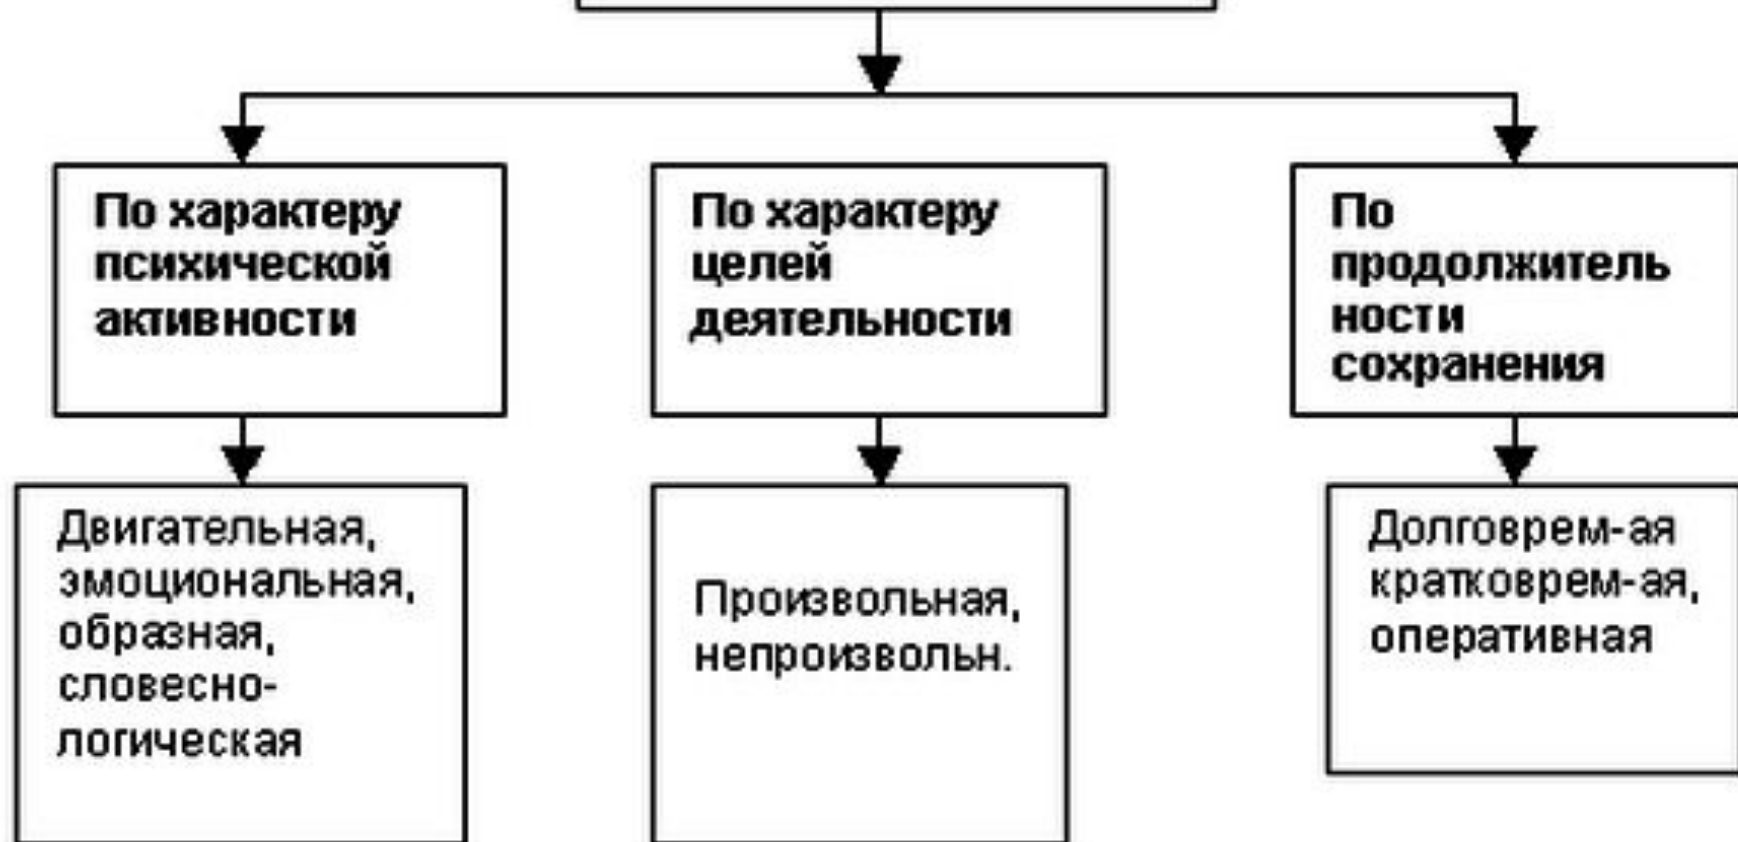 По характеру
психической
активности
По характеру
целей
деятельности
По
продолжитель
ности
сохранения
Двигательная,
эмоциональная,
образная,
словесно-
логическая
Произвольная,
непроизвольн.
Долговрем-ая
кратковрем-ая,
оперативная